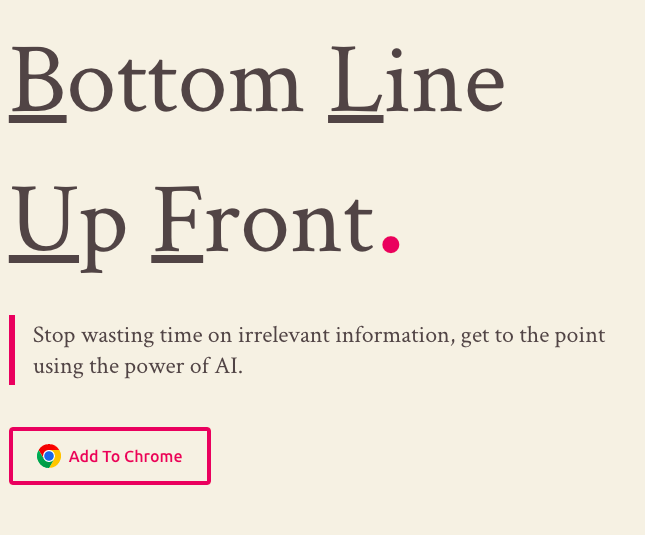 Bottom Line
Up Front.
Stop wasting time on irrelevant information, get to the point
using the power of AI.
Add To Chrome